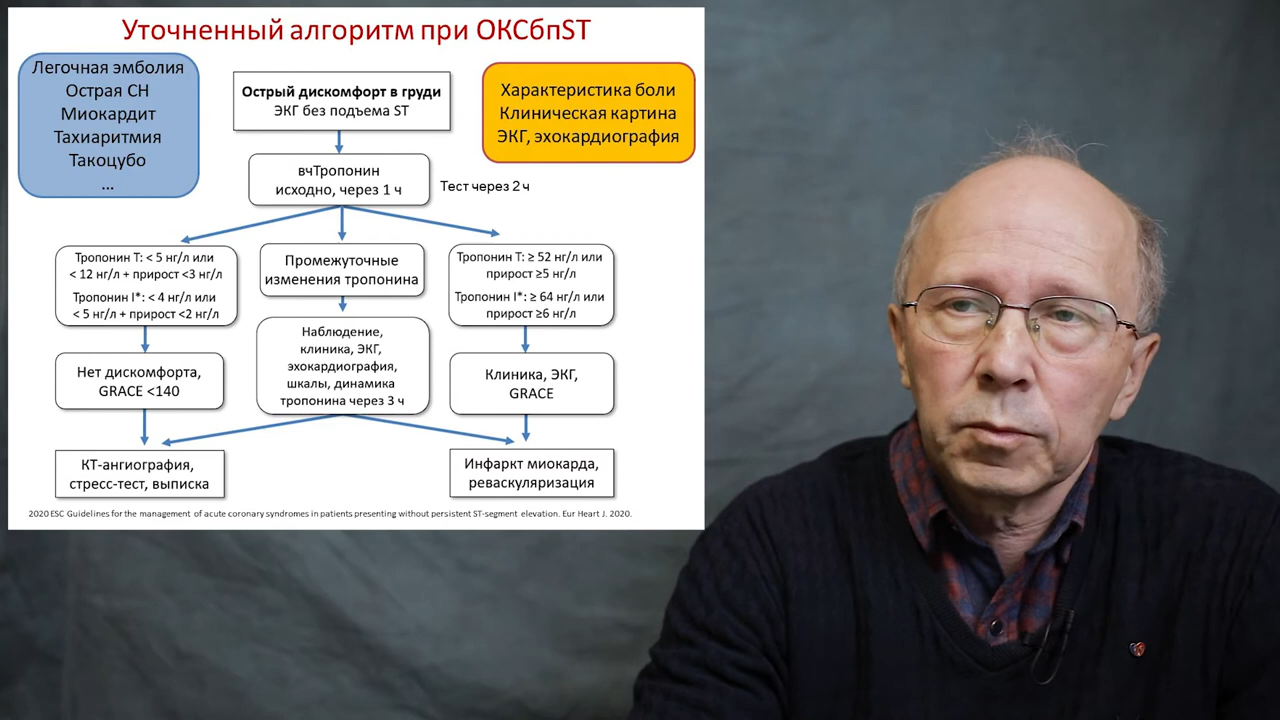 Уточненный алгоритм при ОКСбпST
Легочная эмболия
Острая СН
Миокардит
Тахиаритмия
Такоцубо
...
Острый дискомфорт в груди
ЭКГ без подъема ST
Характеристика боли
Клиническая картина
ЭКГ, эхокардиография
вчТропонин
исходно, через 1 ч
Тест через 2 ч
Тропонин Т: < 5 нг/л или
< 12 нг/л + прирост <3 нг/л
Тропонин I*: < 4 нг/л или
< 5 нг/л + прирост <2 нг/л
Промежуточные
изменения тропонина
Тропонин Т: ≥ 52 нг/л или
прирост ≥5 нг/л
Тропонин I*: ≥ 64 нг/л или
прирост ≥6 нг/л
Нет дискомфорта,
GRACE <140
Наблюдение,
клиника, ЭКГ,
эхокардиография,
шкалы, динамика
тропонина через 3 ч
Клиника, ЭКГ,
GRACE
КТ-ангиография,
стресс-тест, выписка
Инфаркт миокарда,
реваскуляризация
2020 ESC Guidelines for the management of acute coronary syndromes in patients presenting without persistent ST-segment elevation. Eur Heart J. 2020.